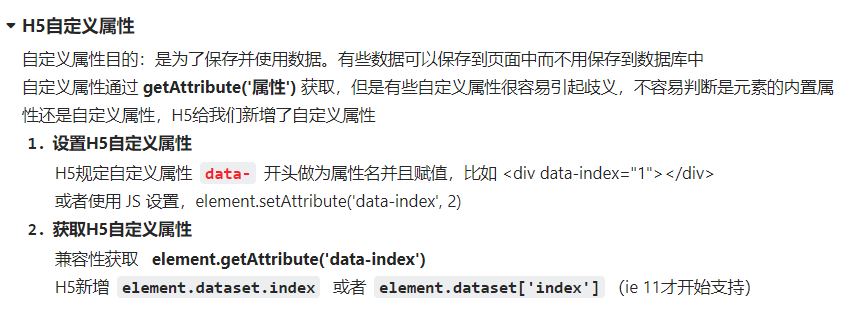 H5自定义属性
自定义属性目的：是为了保存并使用数据。有些数据可以保存到页面中而不用保存到数据库中
自定义属性通过 getAttribute('属性') 获取，但是有些自定义属性很容易引起歧义，不容易判断是元素的内置属
性还是自定义属性，H5给我们新增了自定义属性
1. 设置H5自定义属性
H5规定自定义属性 data- 开头做为属性名并且赋值，比如 <div data-index="1"></div>
或者使用 JS 设置，element.setAttribute('data-index', 2)
2. 获取H5自定义属性
兼容性获取 element.getAttribute('data-index')
H5新增 element.dataset.index 或者 element.dataset['index'] （ie 11才开始支持）